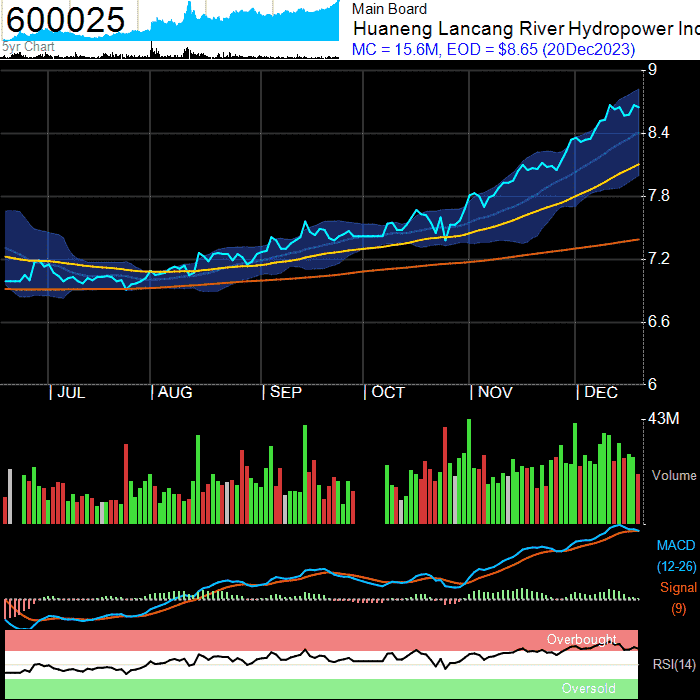 600025
5yr Chart
Main Board
Huaneng Lancang River Hydropower Inc
MC = 15.6M, EOD = $8.65 (20Dec2023)
9
8.4
7.8
7.2
6.6
6
| JUL | AUG | SEP | OCT | NOV | DEC
43M
Volume
MACD
(12-26)
Signal
(9)
Overbought
RSI(14)
Oversold